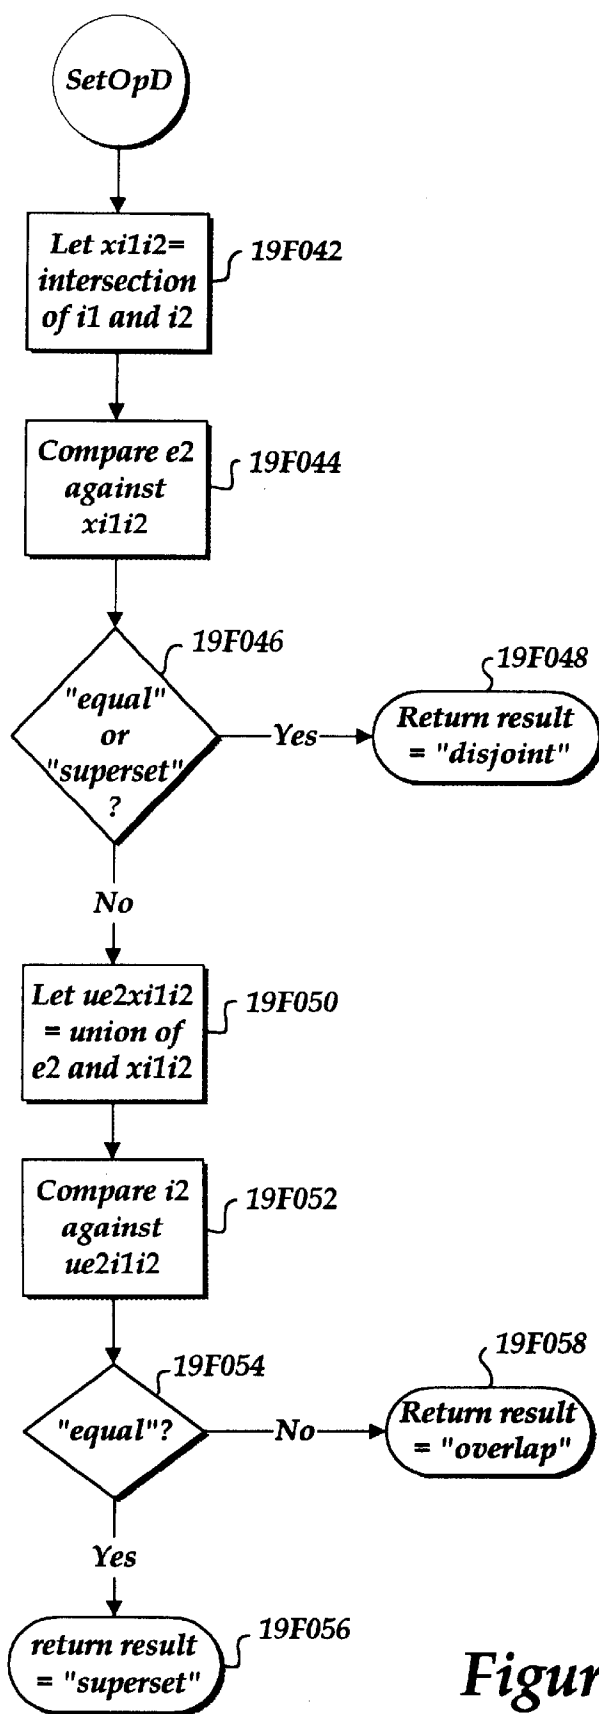 SetOpD
Let xi1i2=
intersection
of i1 and i2
19F042
Compare e2
against
xi1i2
19F044
"equal"
or
"superset"
?
19F046
Yes
19F048
Return result
= "disjoint"
No
Let ue2xi1i2
= union of
e2 and xi1i2
19F050
Compare i2
against
ue2i1i2
19F052
"equal"?
19F054
No
19F058
Return result
= "overlap"
Yes
return result
= "superset"
19F056
Figur